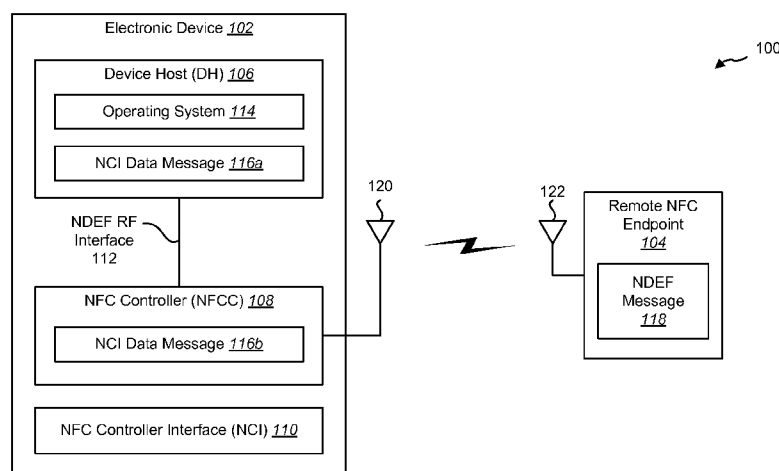 Electronic Device 102
100
Device Host (DH) 106
Operating System 114
NCI Data Message 116a
120
122
NDEF RF
Interface
112
Remote NFC
Endpoint
104
NDEF
Message
118
NFC Controller (NFCC) 108
NCI Data Message 116b
NFC Controller Interface (NCI) 110